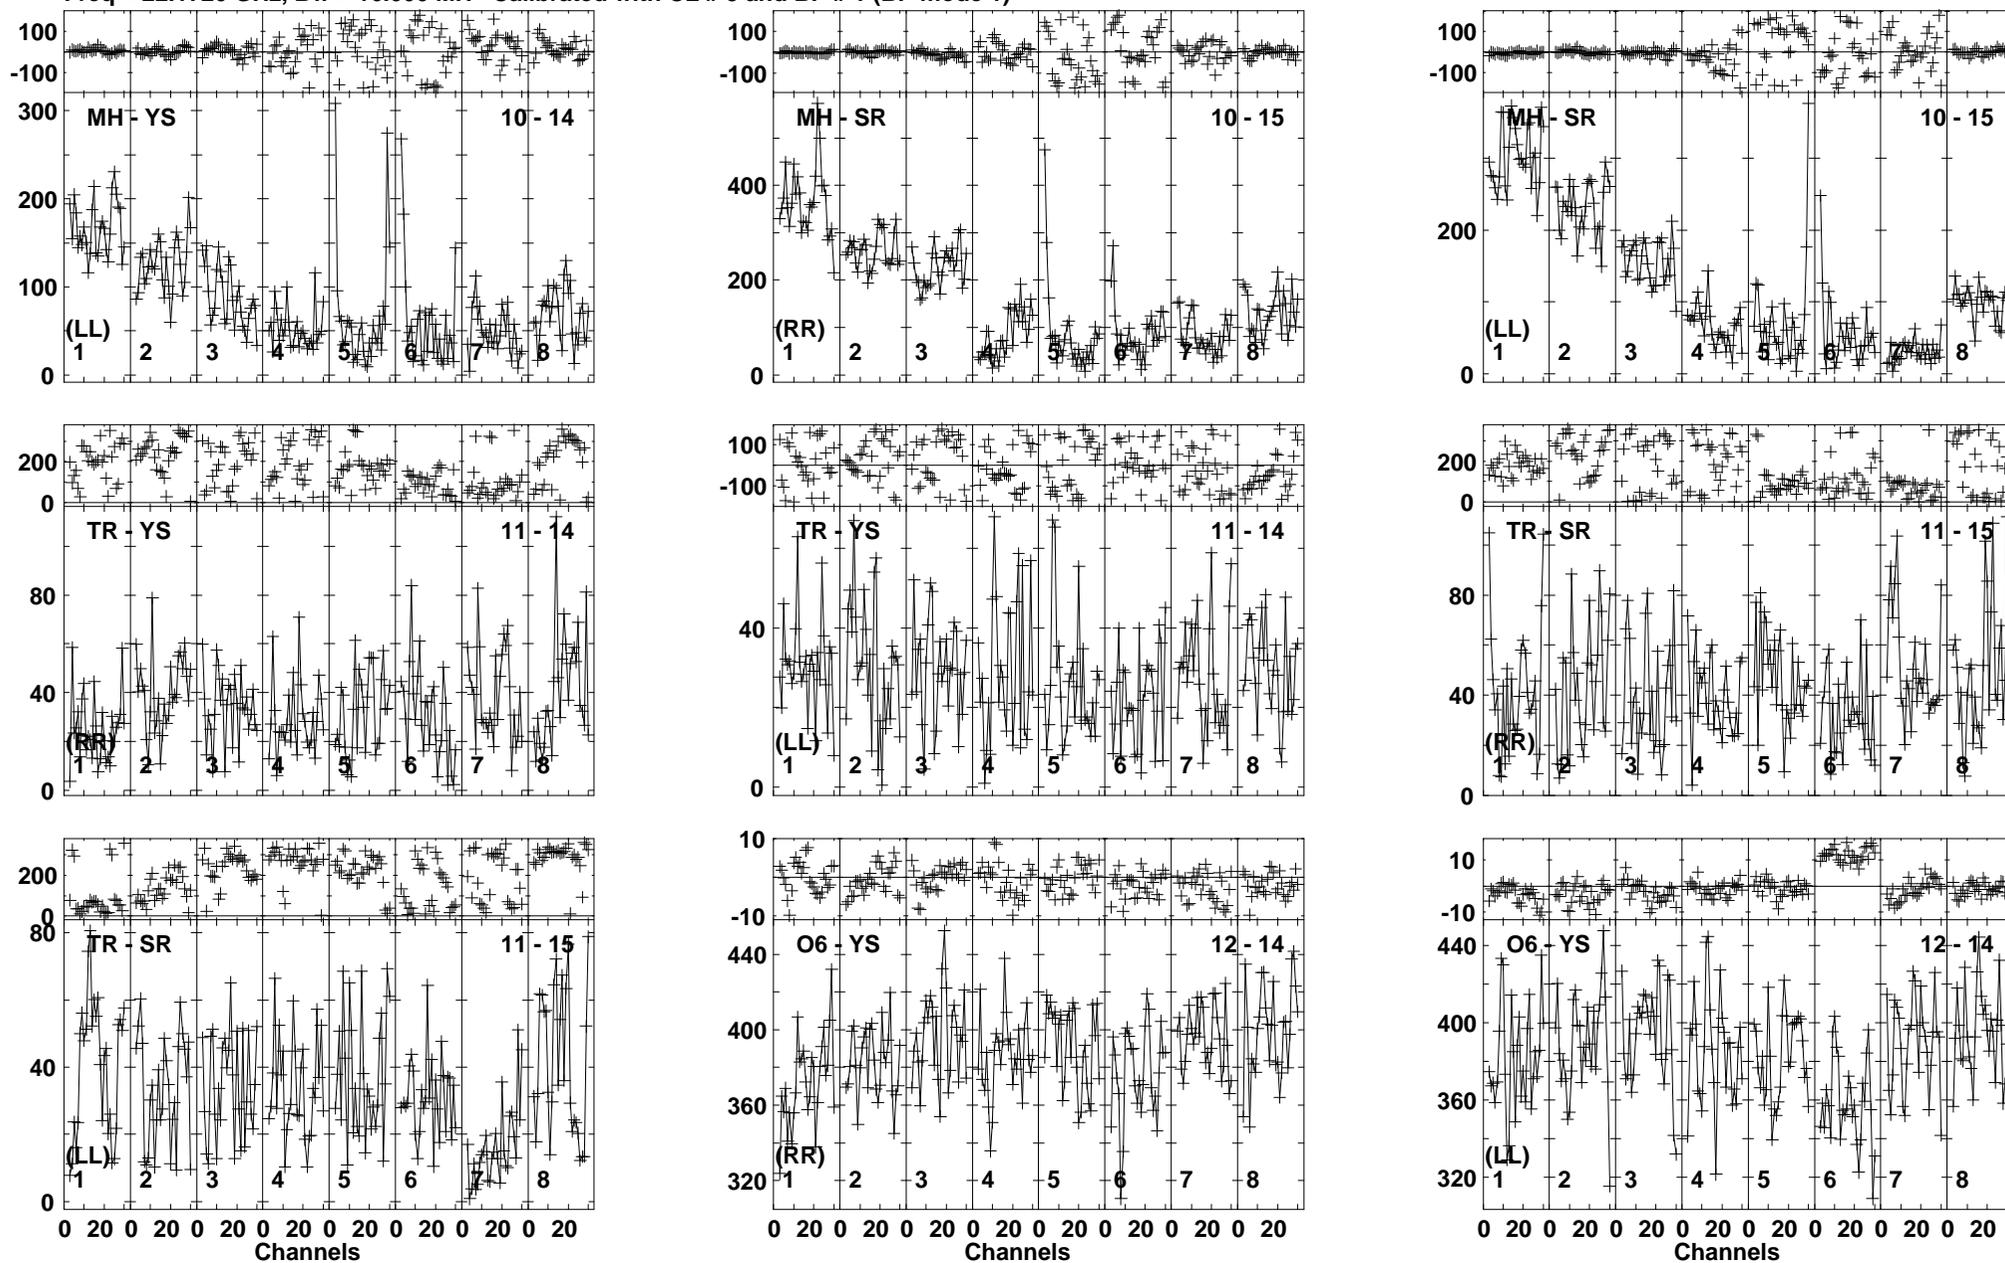 100 100 100
-100 -100 -100
300 MH - YS 10 - 14 MH - SR 10 - 15 MH - SR 10 - 15
200 400 200
100 200
(LL) (RR) (LL)
1 2 3 4 5 6 7 8 1 2 3 4 5 6 7 8 1 2 3 4 5 6 7 8
0 0 0
200 100 200
0 -100 0
TR - YS 11 - 14 TR - YS 11 - 14 TR - SR 11 - 15
80 40 80
40 40
(RR) (LL) (RR)
1 2 3 4 5 6 7 8 1 2 3 4 5 6 7 8 1 2 3 4 5 6 7 8
0 0 0
200 10 10
0 -10 -10
80 TR - SR 11 - 15 440 O6 - YS 12 - 14 440 O6 - YS 12 - 14
40 400 400
360 360
(LL) (RR) (LL)
1 2 3 4 5 6 7 8 320 1 2 3 4 5 6 7 8 320 1 2 3 4 5 6 7 8
0
0 20 0 20 0 20 0 20 0 20 0 20 0 20 0 20 0 20 0 20 0 20 0 20 0 20 0 20 0 20 0 20 0 20 0 20 0 20 0 20 0 20 0 20 0 20 0 20
Channels Channels Channels